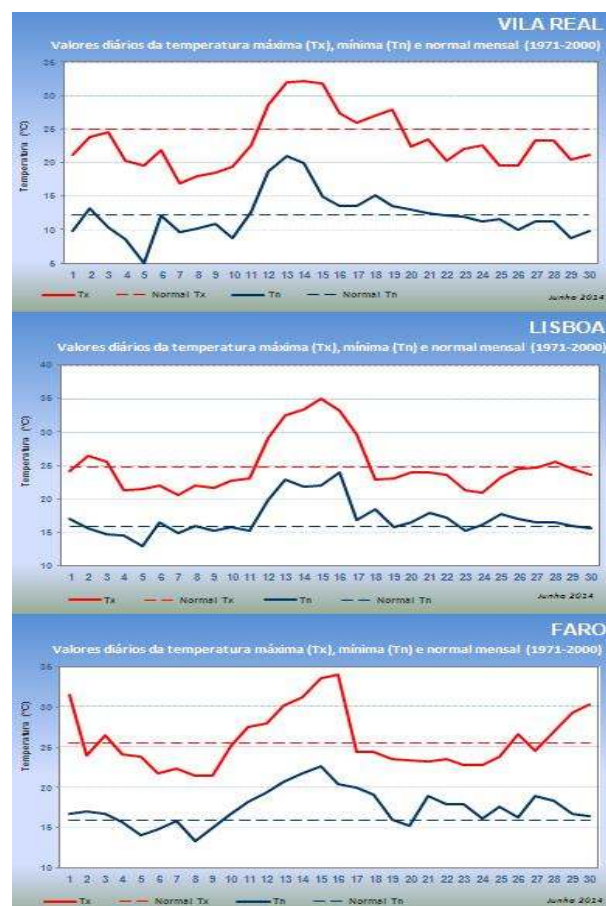 VILA REAL
Valores diários da temperatura máxima (Tx), mínima (Tn) e normal mensal (1971-2000)
Temperatura (ºC)
35
30
25
20
15
10
5
1 2 3 4 5 6 7 8 9 10 11 12 13 14 15 16 17 18 19 20 21 22 23 24 25 26 27 28 29 30
Tx Normal Tx Tn Normal Tn
Junho 2014
LISBOA
Valores diários da temperatura máxima (Tx), mínima (Tn) e normal mensal (1971-2000)
Temperatura (ºC)
40
35
30
25
20
15
10
1 2 3 4 5 6 7 8 9 10 11 12 13 14 15 16 17 18 19 20 21 22 23 24 25 26 27 28 29 30
Tx Normal Tx Tn Normal Tn
Junho 2014
FARO
Valores diários da temperatura máxima (Tx), mínima (Tn) e normal mensal (1971-2000)
Temperatura (ºC)
35
30
25
20
15
10
1 2 3 4 5 6 7 8 9 10 11 12 13 14 15 16 17 18 19 20 21 22 23 24 25 26 27 28 29 30
Tx Normal Tx Tn Normal Tn
Junho 2014